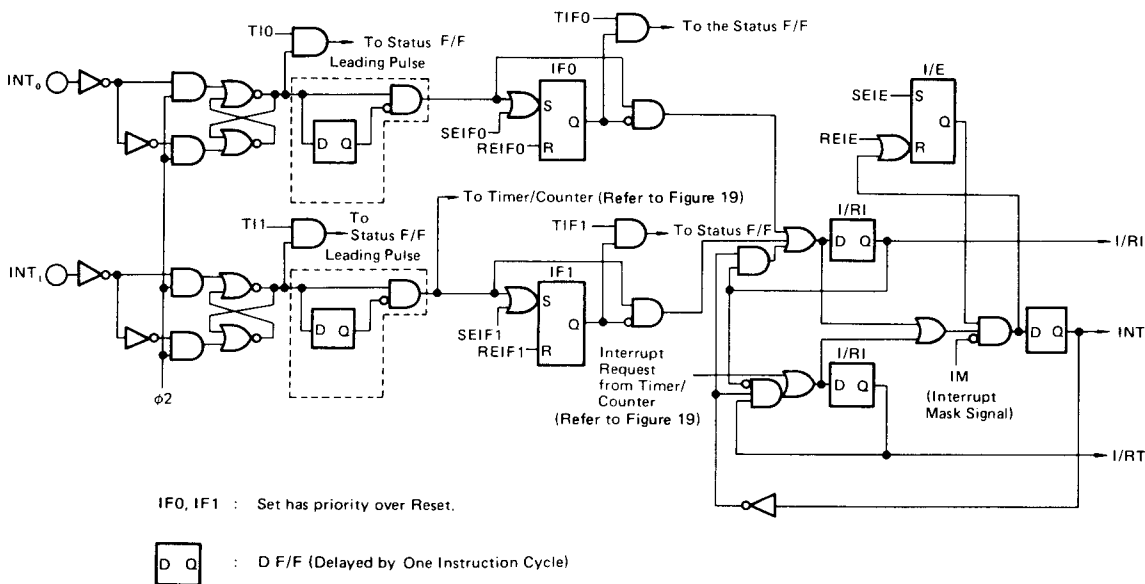 TI0
To Status F/F
Leading Pulse
TIF0
To the Status F/F
INT₀
IF0
S
Q
R
SEIF0
REIF0
D Q
I/E
SEIE
S
Q
REIE
R
To Timer/Counter (Refer to Figure 19)
TI1
To
Status F/F
Leading Pulse
TIF1
To Status F/F
INT₁
IF1
S
Q
R
SEIF1
REIF1
D Q
I/RI
D Q
I/RI
INT
D Q
Interrupt
Request
from Timer/
Counter
(Refer to Figure 19)
I/RI
D Q
IM
(Interrupt
Mask Signal)
I/RT
φ2
IF0, IF1 : Set has priority over Reset.
D Q : D F/F (Delayed by One Instruction Cycle)